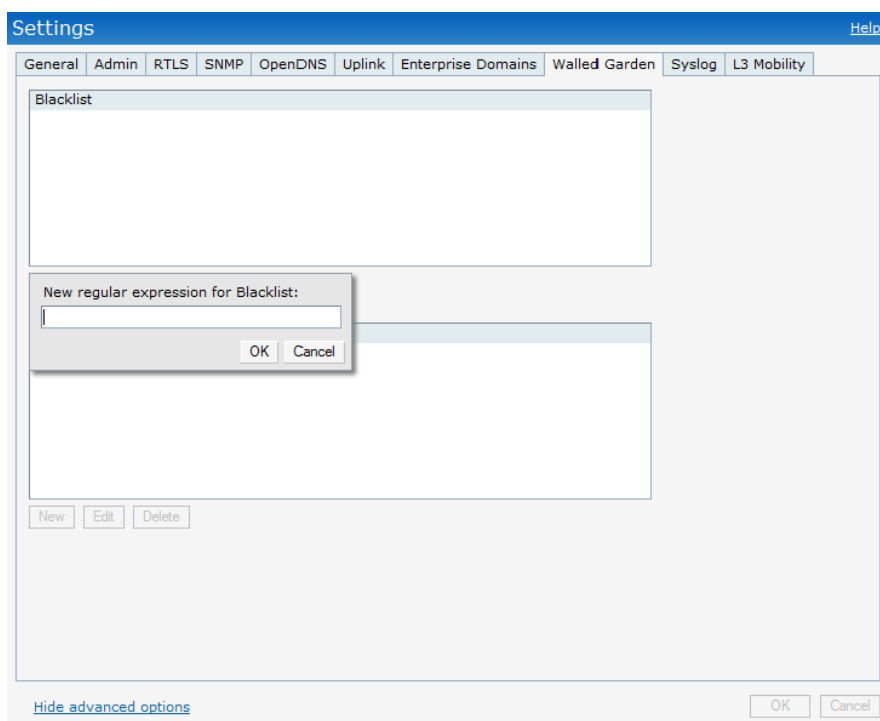 Settings Help
General Admin RTLS SNMP OpenDNS Uplink Enterprise Domains Walled Garden Syslog L3 Mobility
Blacklist
New regular expression for Blacklist:
OK Cancel
New Edit Delete
Hide advanced options OK Cancel